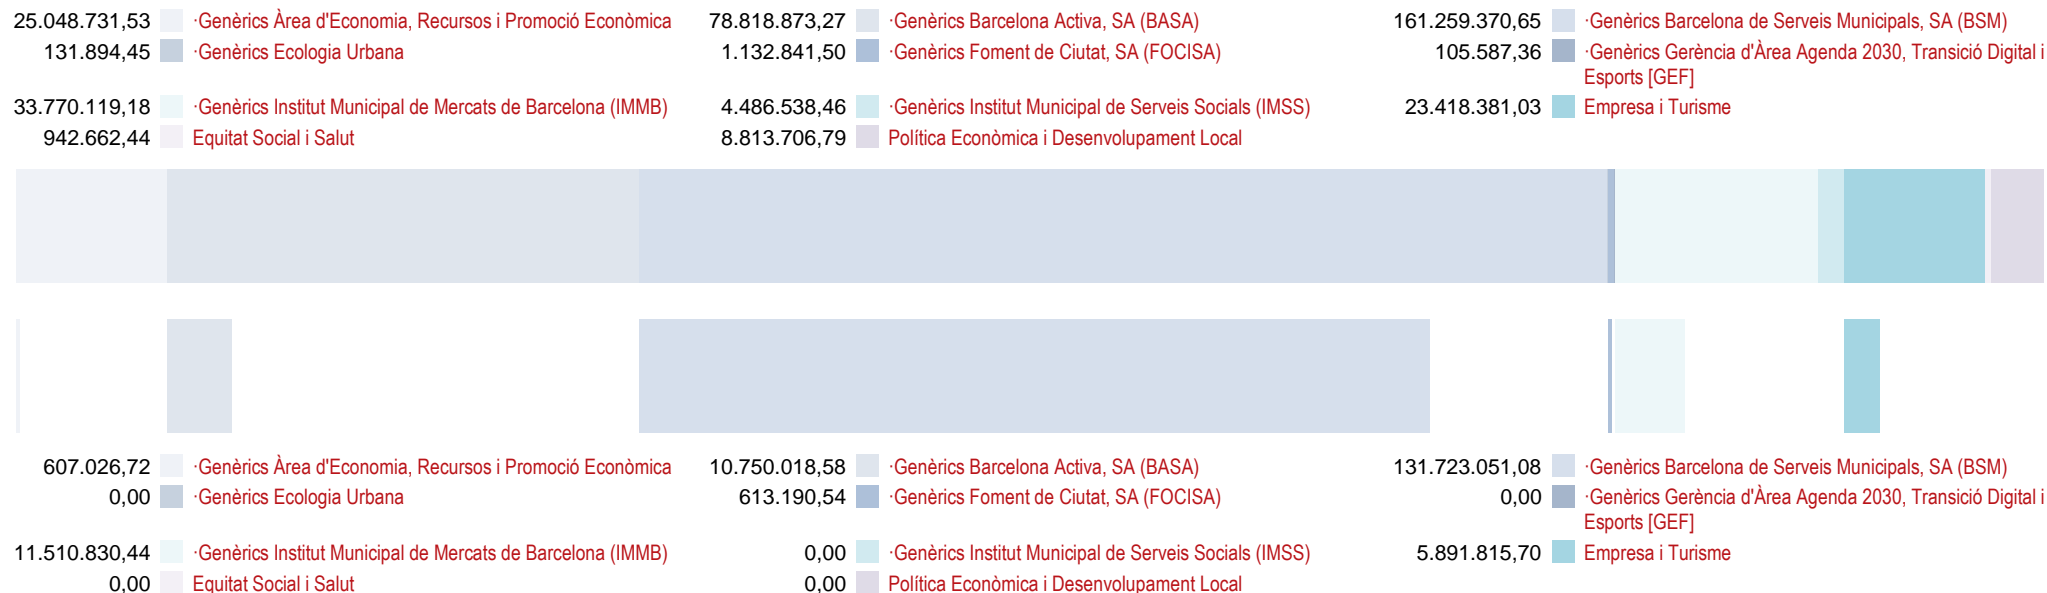 25.048.731,53 ·Genèrics Àrea d'Economia, Recursos i Promoció Econòmica 78.818.873,27 ·Genèrics Barcelona Activa, SA (BASA) 161.259.370,65 ·Genèrics Barcelona de Serveis Municipals, SA (BSM)
131.894,45 ·Genèrics Ecologia Urbana 1.132.841,50 ·Genèrics Foment de Ciutat, SA (FOCISA) 105.587,36 ·Genèrics Gerència d'Àrea Agenda 2030, Transició Digital i
Esports [GEF]
33.770.119,18 ·Genèrics Institut Municipal de Mercats de Barcelona (IMMB) 4.486.538,46 ·Genèrics Institut Municipal de Serveis Socials (IMSS) 23.418.381,03 Empresa i Turisme
942.662,44 Equitat Social i Salut 8.813.706,79 Política Econòmica i Desenvolupament Local
607.026,72 ·Genèrics Àrea d'Economia, Recursos i Promoció Econòmica 10.750.018,58 ·Genèrics Barcelona Activa, SA (BASA) 131.723.051,08 ·Genèrics Barcelona de Serveis Municipals, SA (BSM)
0,00 ·Genèrics Ecologia Urbana 613.190,54 ·Genèrics Foment de Ciutat, SA (FOCISA) 0,00 ·Genèrics Gerència d'Àrea Agenda 2030, Transició Digital i
Esports [GEF]
11.510.830,44 ·Genèrics Institut Municipal de Mercats de Barcelona (IMMB) 0,00 ·Genèrics Institut Municipal de Serveis Socials (IMSS) 5.891.815,70 Empresa i Turisme
0,00 Equitat Social i Salut 0,00 Política Econòmica i Desenvolupament Local